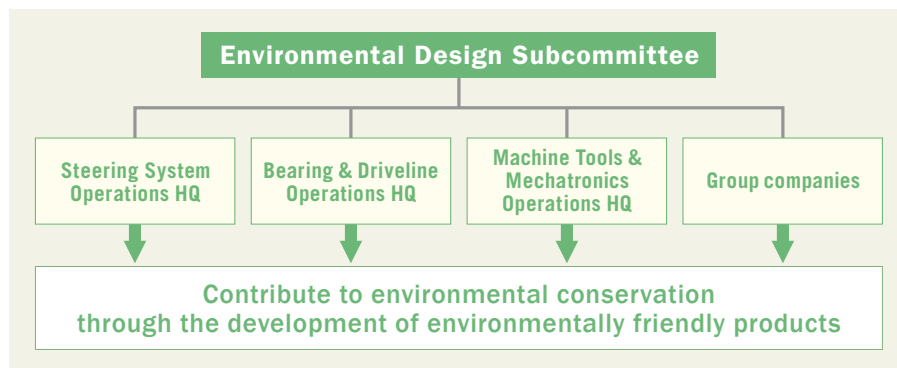 Environmental Design Subcommittee
Steering System
Operations HQ
Bearing & Driveline
Operations HQ
Machine Tools &
Mechatronics
Operations HQ
Group companies
Contribute to environmental conservation
through the development of environmentally friendly products